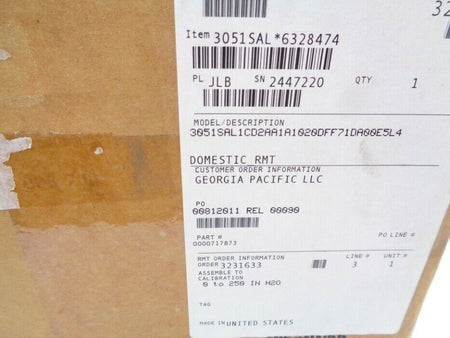 32
Item 3051SAL*6328474
PL JLB SN 2447220 QTY 1
MODEL/DESCRIPTION
3051SAL1CD2AA1A1020DFF71DA00E5L4
DOMESTIC RMT
CUSTOMER ORDER INFORMATION
GEORGIA PACIFIC LLC
PO
00812011 REL 00090
PART # PO LINE #
0000717873
RMT ORDER INFORMATION LINE # UNIT #
ORDER 3231633 3 1
ASSEMBLE TO
CALIBRATION
0 to 250 IN H2O
TAG
MADE IN UNITED STATES